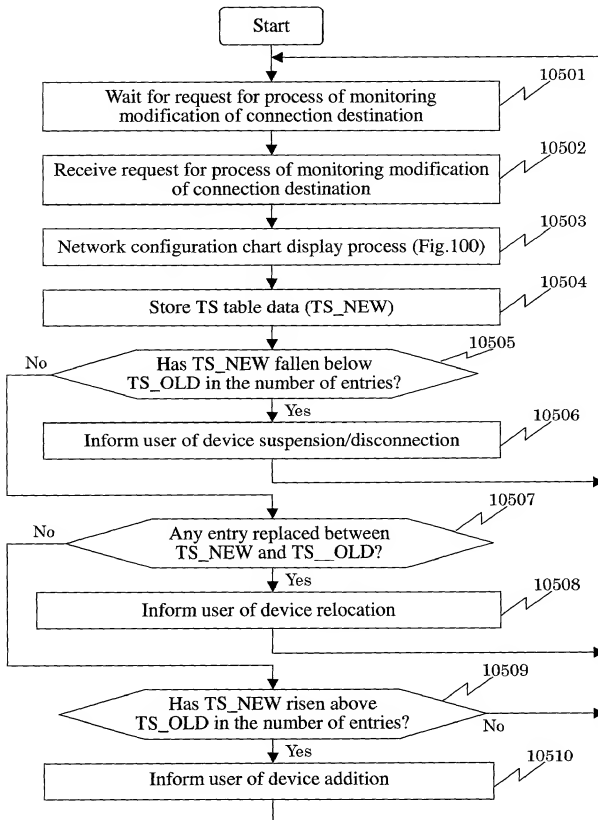 Start
10501
Wait for request for process of monitoring
modification of connection destination
10502
Receive request for process of monitoring modification
of connection destination
10503
Network configuration chart display process (Fig.100)
10504
Store TS table data (TS_NEW)
10505
No
Has TS_NEW fallen below
TS_OLD in the number of entries?
Yes
10506
Inform user of device suspension/disconnection
10507
No
Any entry replaced between
TS_NEW and TS__OLD?
Yes
10508
Inform user of device relocation
10509
Has TS_NEW risen above
TS_OLD in the number of entries?
No
Yes
10510
Inform user of device addition